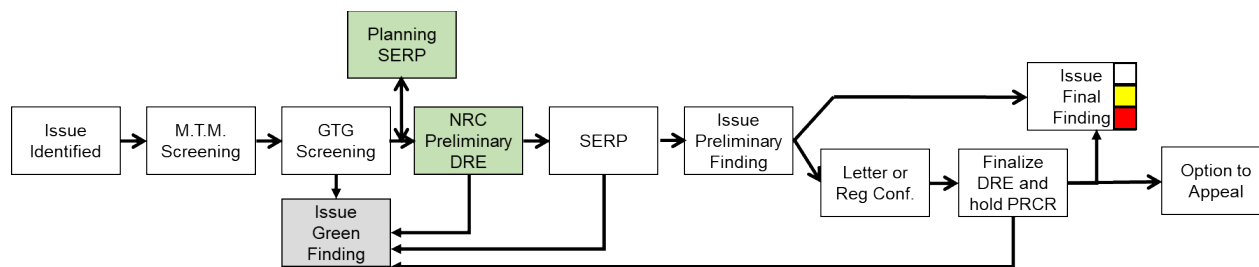 Planning
SERP
Issue
Identified
M.T.M.
Screening
GTG
Screening
NRC
Preliminary
DRE
SERP
Issue
Preliminary
Finding
Issue
Final
Finding
Letter or
Reg Conf.
Finalize
DRE and
hold PRCR
Option to
Appeal
Issue
Green
Finding